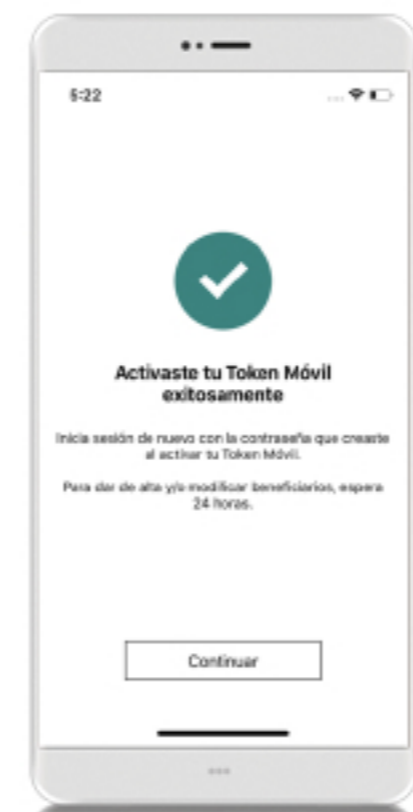 5:22
Activaste tu Token Móvil
exitosamente
Inicia sesión de nuevo con la contraseña que creaste
al activar tu Token Móvil.
Para dar de alta y/o modificar beneficiarios, espera
24 horas.
Continuar